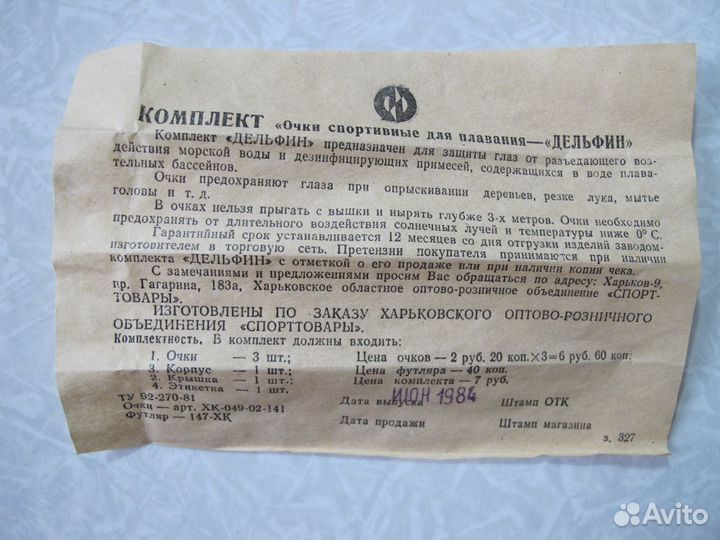 КОМПЛЕКТ «Очки спортивные для плавания—«ДЕЛЬФИН»
Комплект «ДЕЛЬФИН» предназначен для защиты глаз от разъедающего воз-
действия морской воды и дезинфицирующих примесей, содержащихся в воде плава-
тельных бассейнов.
Очки предохраняют глаза при опрыскивании деревьев, резке лука, мытье
головы и т. д.
В очках нельзя прыгать с вышки и нырять глубже 3-х метров. Очки необходимо
предохранять от длительного воздействия солнечных лучей и температуры ниже 0° С.
Гарантийный срок устанавливается 12 месяцев со дня отгрузки изделий заводом-
изготовителем в торговую сеть. Претензии покупателя принимаются при наличии
комплекта «ДЕЛЬФИН» с отметкой о его продаже или при наличии копии чека.
С замечаниями и предложениями просим Вас обращаться по адресу: Харьков-9,
пр. Гагарина, 183а, Харьковское областное оптово-розничное объединение «СПОРТ-
ТОВАРЫ».
ИЗГОТОВЛЕНЫ ПО ЗАКАЗУ ХАРЬКОВСКОГО ОПТОВО-РОЗНИЧНОГО
ОБЪЕДИНЕНИЯ «СПОРТТОВАРЫ».
Комплектность. В комплект должны входить:
1. Очки — 3 шт.; Цена очков — 2 руб. 20 коп.×3=6 руб. 60 коп:
3. Корпус — 1 шт.; Цена футляра — 40 коп.
2. Крышка — 1 шт.; Цена комплекта — 7 руб.
4. Этикетка — 1 шт.
ТУ 92-270-81 Дата выпуска ИЮН 1984 Штамп ОТК
Очки — арт. ХК-049-02-141
Футляр — 147-ХК Дата продажи Штамп магазина
з. 327
Avito